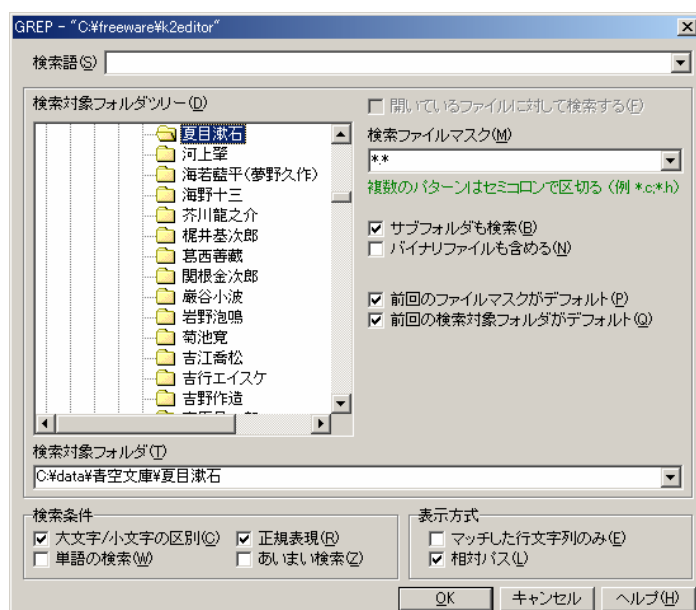 GREP - "C:¥freeware¥k2editor"
検索語(S)
検索対象フォルダツリー(D)
夏目漱石
河上肇
海若藍平(夢野久作)
海野十三
芥川龍之介
梶井基次郎
葛西善蔵
関根金次郎
巌谷小波
岩野泡鳴
菊池寛
吉江喬松
吉行エイスケ
吉野作造
開いているファイルに対して検索する(F)
検索ファイルマスク(M)
*.*
複数のパターンはセミコロンで区切る (例 *.c;*.h)
サブフォルダも検索(B)
バイナリファイルも含める(N)
前回のファイルマスクがデフォルト(P)
前回の検索対象フォルダがデフォルト(Q)
検索対象フォルダ(T)
C:¥data¥青空文庫¥夏目漱石
検索条件
大文字/小文字の区別(C)
正規表現(R)
単語の検索(W)
あいまい検索(Z)
表示方式
マッチした行文字列のみ(E)
相対パス(L)
OK
キャンセル
ヘルプ(H)